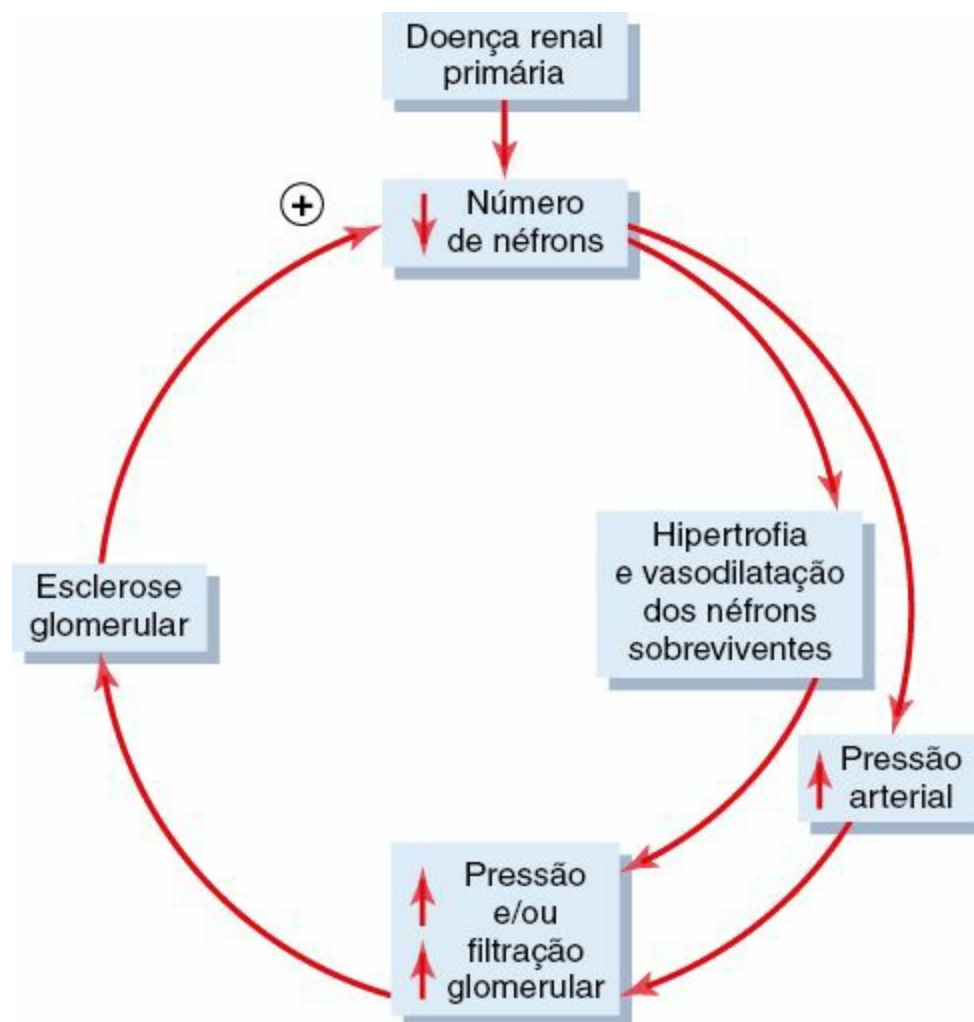 Doença renal
primária
+
Número
de néfrons
Hipertrofia
e vasodilatação
dos néfrons
sobreviventes
Esclerose
glomerular
Pressão
arterial
Pressão
e/ou
filtração
glomerular